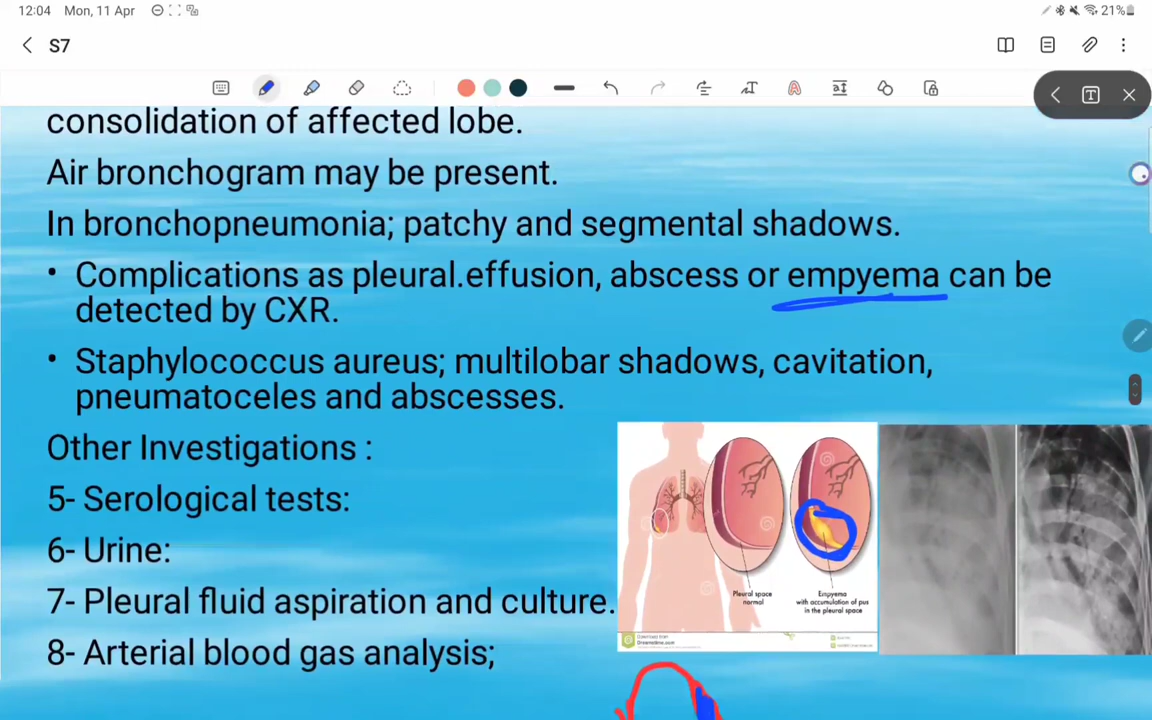 12:04 Mon, 11 Apr
21%
S7
consolidation of affected lobe.
Air bronchogram may be present.
In bronchopneumonia; patchy and segmental shadows.
• Complications as pleural.effusion, abscess or empyema can be
detected by CXR.
• Staphylococcus aureus; multilobar shadows, cavitation,
pneumatoceles and abscesses.
Other Investigations :
5- Serological tests:
6- Urine:
7- Pleural fluid aspiration and culture.
8- Arterial blood gas analysis;
Pleural space
normal
Empyema
with accumulation of pus
in the pleural space
Dreamstime.com